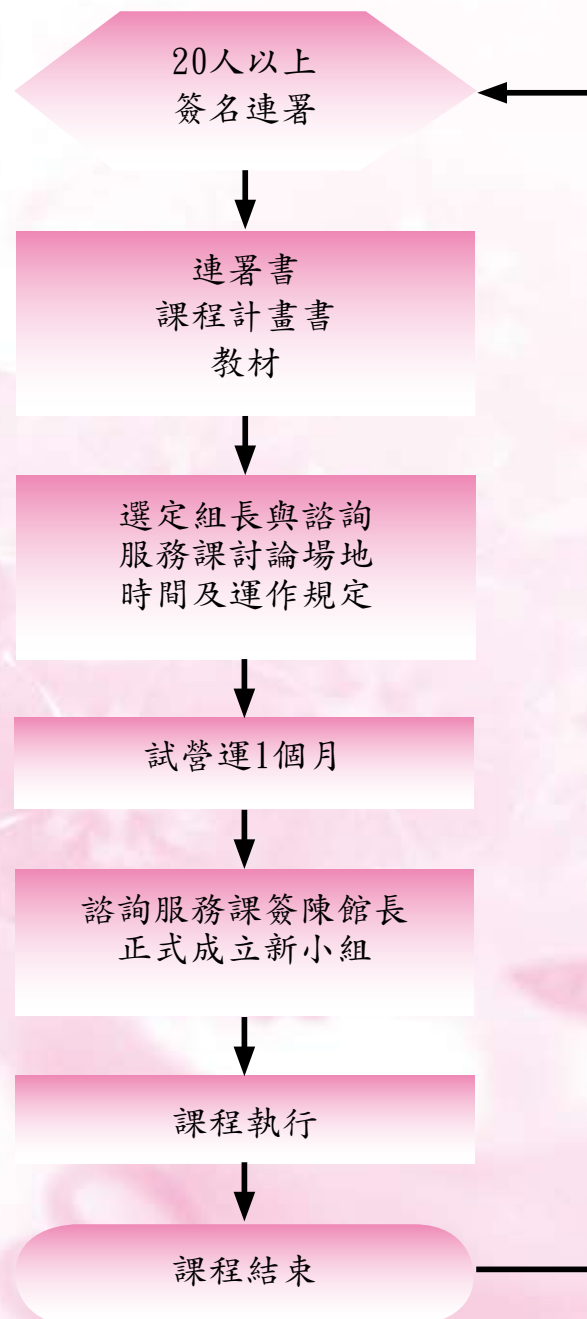 20人以上
簽名連署
連署書
課程計畫書
教材
選定組長與諮詢
服務課討論場地
時間及運作規定
試營運1個月
諮詢服務課簽陳館長
正式成立新小組
課程執行
課程結束